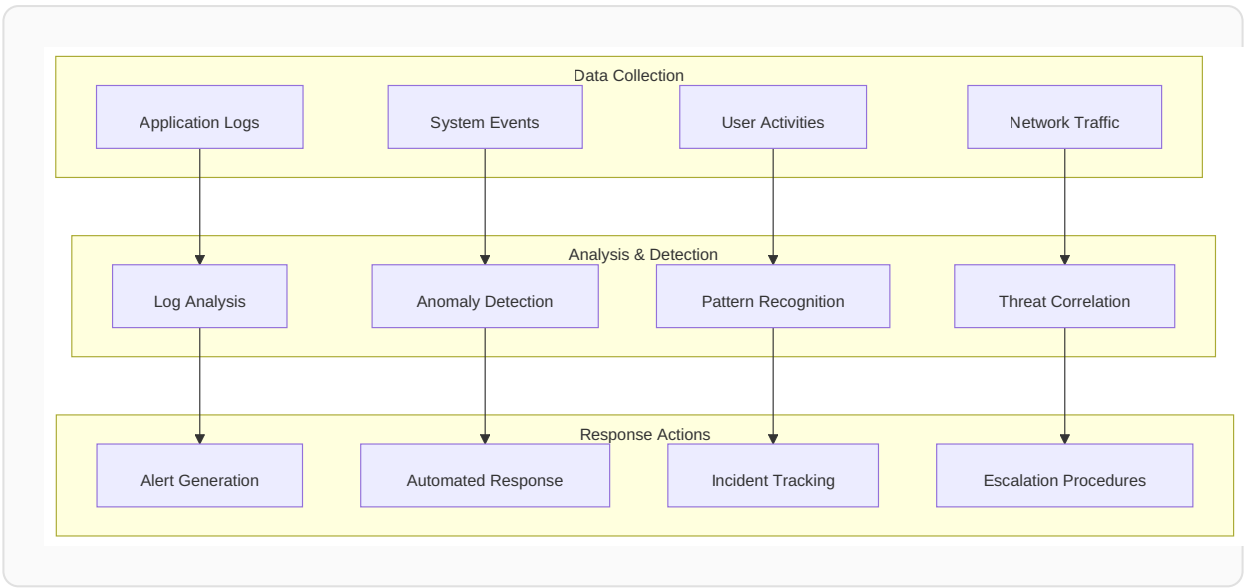 Data Collection
Application Logs
System Events
User Activities
Network Traffic
Analysis & Detection
Log Analysis
Anomaly Detection
Pattern Recognition
Threat Correlation
Response Actions
Alert Generation
Automated Response
Incident Tracking
Escalation Procedures